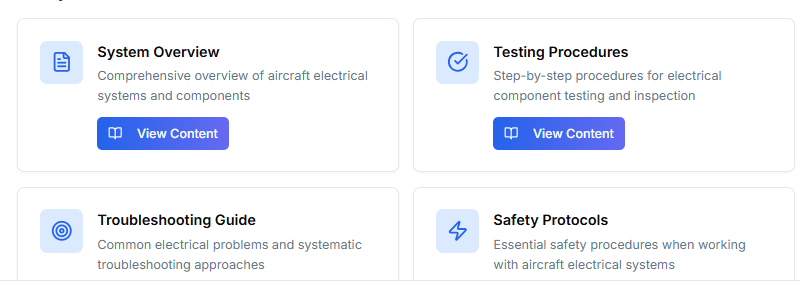 System Overview
Comprehensive overview of aircraft electrical
systems and components
View Content
Testing Procedures
Step-by-step procedures for electrical
component testing and inspection
View Content
Troubleshooting Guide
Common electrical problems and systematic
troubleshooting approaches
Safety Protocols
Essential safety procedures when working
with aircraft electrical systems